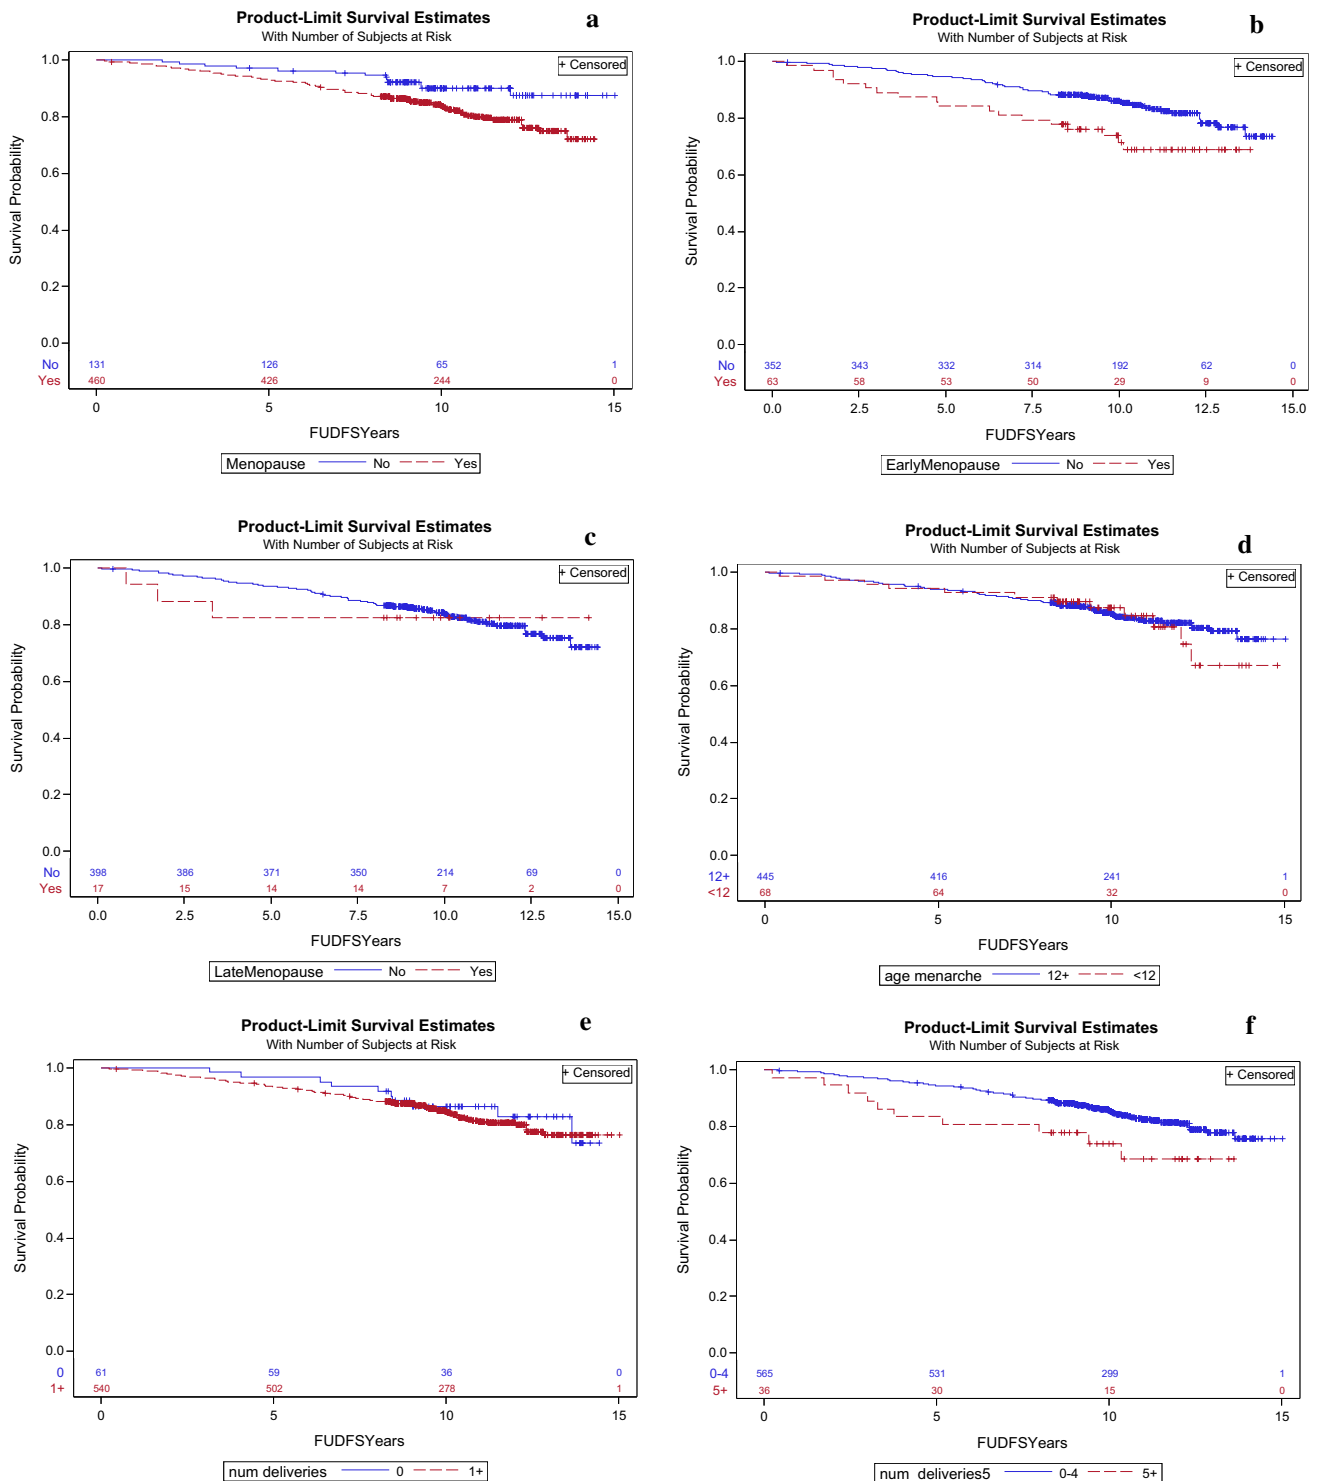 Product-Limit Survival Estimates
a
With Number of Subjects at Risk
+ Censored
1.0
0.8
0.6
0.4
0.2
0.0
Survival Probability
No 131 126 65 1
Yes 460 426 244 0
0 5 10 15
FUDFSYears
Menopause No Yes
Product-Limit Survival Estimates
b
With Number of Subjects at Risk
+ Censored
1.0
0.8
0.6
0.4
0.2
0.0
Survival Probability
No 352 343 332 314 192 62 0
Yes 63 58 53 50 29 9 0
0.0 2.5 5.0 7.5 10.0 12.5 15.0
FUDFSYears
EarlyMenopause No Yes
Product-Limit Survival Estimates
c
With Number of Subjects at Risk
+ Censored
1.0
0.8
0.6
0.4
0.2
0.0
Survival Probability
No 398 386 371 350 214 69 0
Yes 17 15 14 14 7 2 0
0.0 2.5 5.0 7.5 10.0 12.5 15.0
FUDFSYears
LateMenopause No Yes
Product-Limit Survival Estimates
d
With Number of Subjects at Risk
+ Censored
1.0
0.8
0.6
0.4
0.2
0.0
Survival Probability
12+ 445 416 241 1
<12 68 64 32 0
0 5 10 15
FUDFSYears
age menarche 12+ <12
Product-Limit Survival Estimates
e
With Number of Subjects at Risk
+ Censored
1.0
0.8
0.6
0.4
0.2
0.0
Survival Probability
0 61 59 36 0
1+ 540 502 278 1
0 5 10 15
FUDFSYears
num deliveries 0 1+
Product-Limit Survival Estimates
f
With Number of Subjects at Risk
+ Censored
1.0
0.8
0.6
0.4
0.2
0.0
Survival Probability
0-4 565 531 299 1
5+ 36 30 15 0
0 5 10 15
FUDFSYears
num deliveries5 0-4 5+